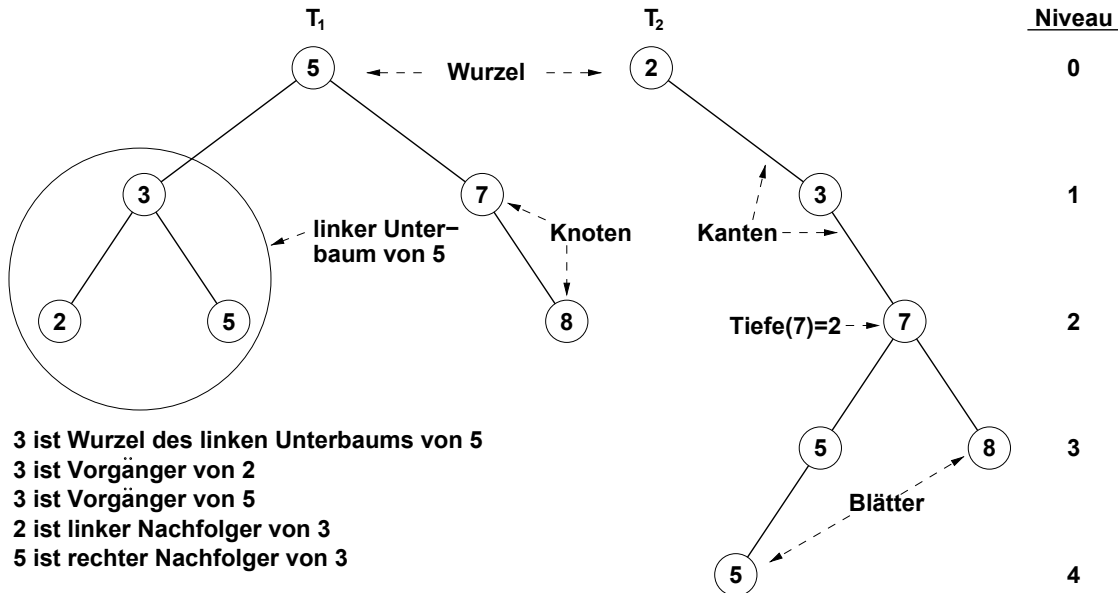 T₁ T₂ Niveau
5 Wurzel 2 0
3 7 3 1
linker Unter−
baum von 5
Knoten Kanten
2 5 8 Tiefe(7)=2 7 2
3 ist Wurzel des linken Unterbaums von 5
3 ist Vorgänger von 2
3 ist Vorgänger von 5
2 ist linker Nachfolger von 3
5 ist rechter Nachfolger von 3
5 8 3
Blätter
5 4